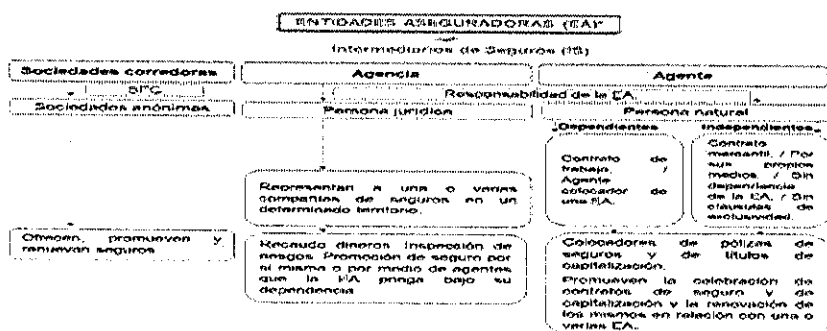 ENTIDADES ASEGURADORAS (EA)
Intermediarios de Seguros (IS)
Sociedades corredoras
Agencia
Agente
SFC
Responsabilidad de la EA.
Sociedades anónimas
Persona jurídica
Persona natural
Dependientes
Independientes
Contrato de
trabajo. /
Agente
colocador de
una EA.
Contrato
mercantil. / Por
sus propios
medios. / Sin
dependencia
de la EA. / Sin
cláusulas de
exclusividad.
Representan a una o varias
compañías de seguros en un
determinado territorio.
Ofrecen, promueven y
renuevan seguros
Recauda dineros. Inspección de
riesgos. Promoción de seguro por
sí misma o por medio de agentes
que la EA ponga bajo su
dependencia.
Colocadores de pólizas de
seguros y de títulos de
capitalización.
Promueven la celebración de
contratos de seguro y de
capitalización y la renovación de
los mismos en relación con una o
varias EA.